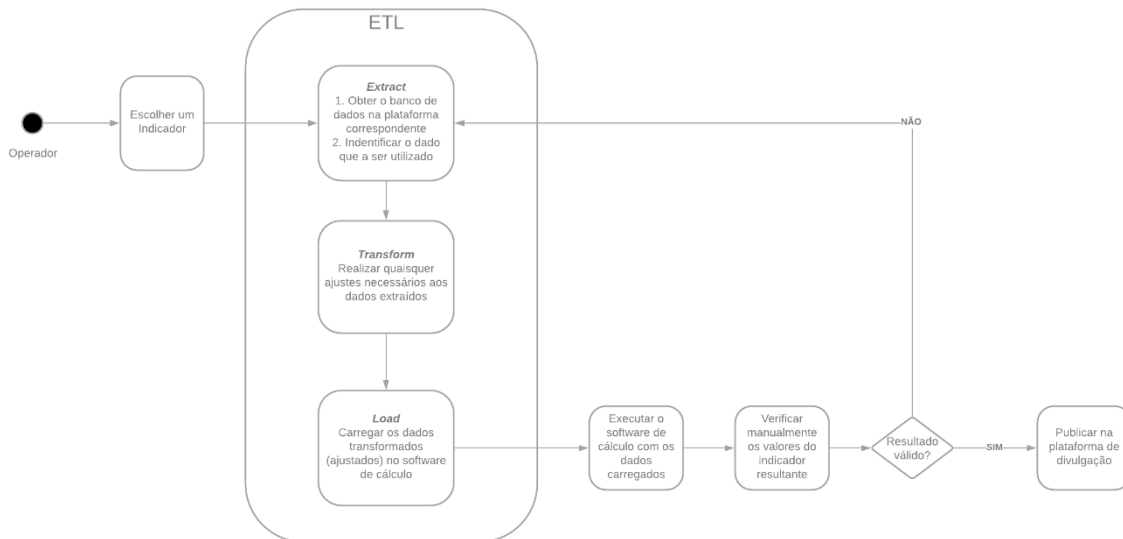 ETL
Operador
Escolher um
Indicador
Extract
1. Obter o banco de
dados na plataforma
correspondente
2. Indentificar o dado
que a ser utilizado
NÃO
Transform
Realizar quaisquer
ajustes necessários aos
dados extraídos
Load
Carregar os dados
transformados
(ajustados) no software
de cálculo
Executar o
software de
cálculo com os
dados
carregados
Verificar
manualmente
os valores do
indicador
resultante
Resultado
válido?
SIM
Publicar na
plataforma de
divulgação